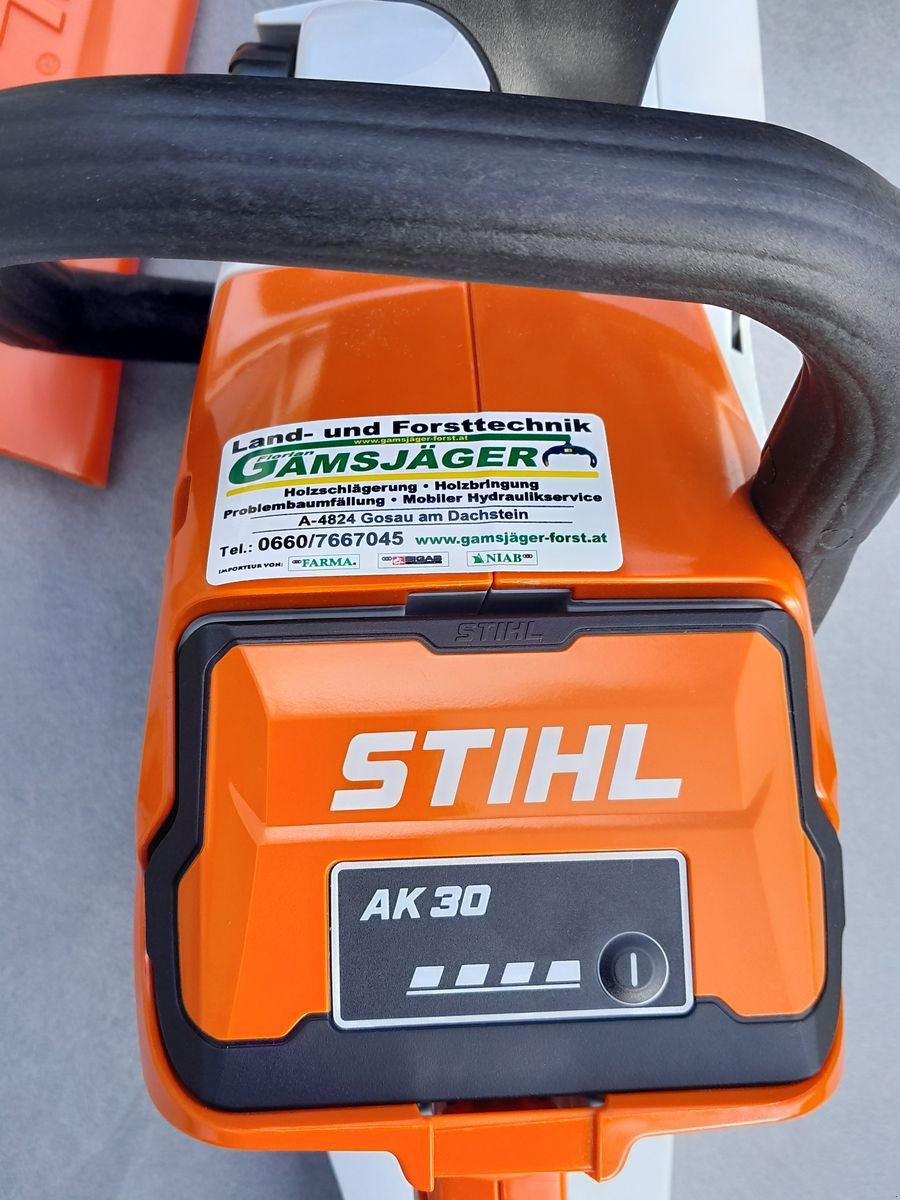 Land- und Forsttechnik
www.gamsjäger-forst.at
Florian
GAMSJÄGER
Holzschlägerung • Holzbringung
Problembaumfällung • Mobiler Hydraulikservice
A-4824 Gosau am Dachstein
Tel.: 0660/7667045 www.gamsjäger-forst.at
IMPORTEUR VON: FARMA. BIGAB NIAB
STIHL
STIHL
AK 30